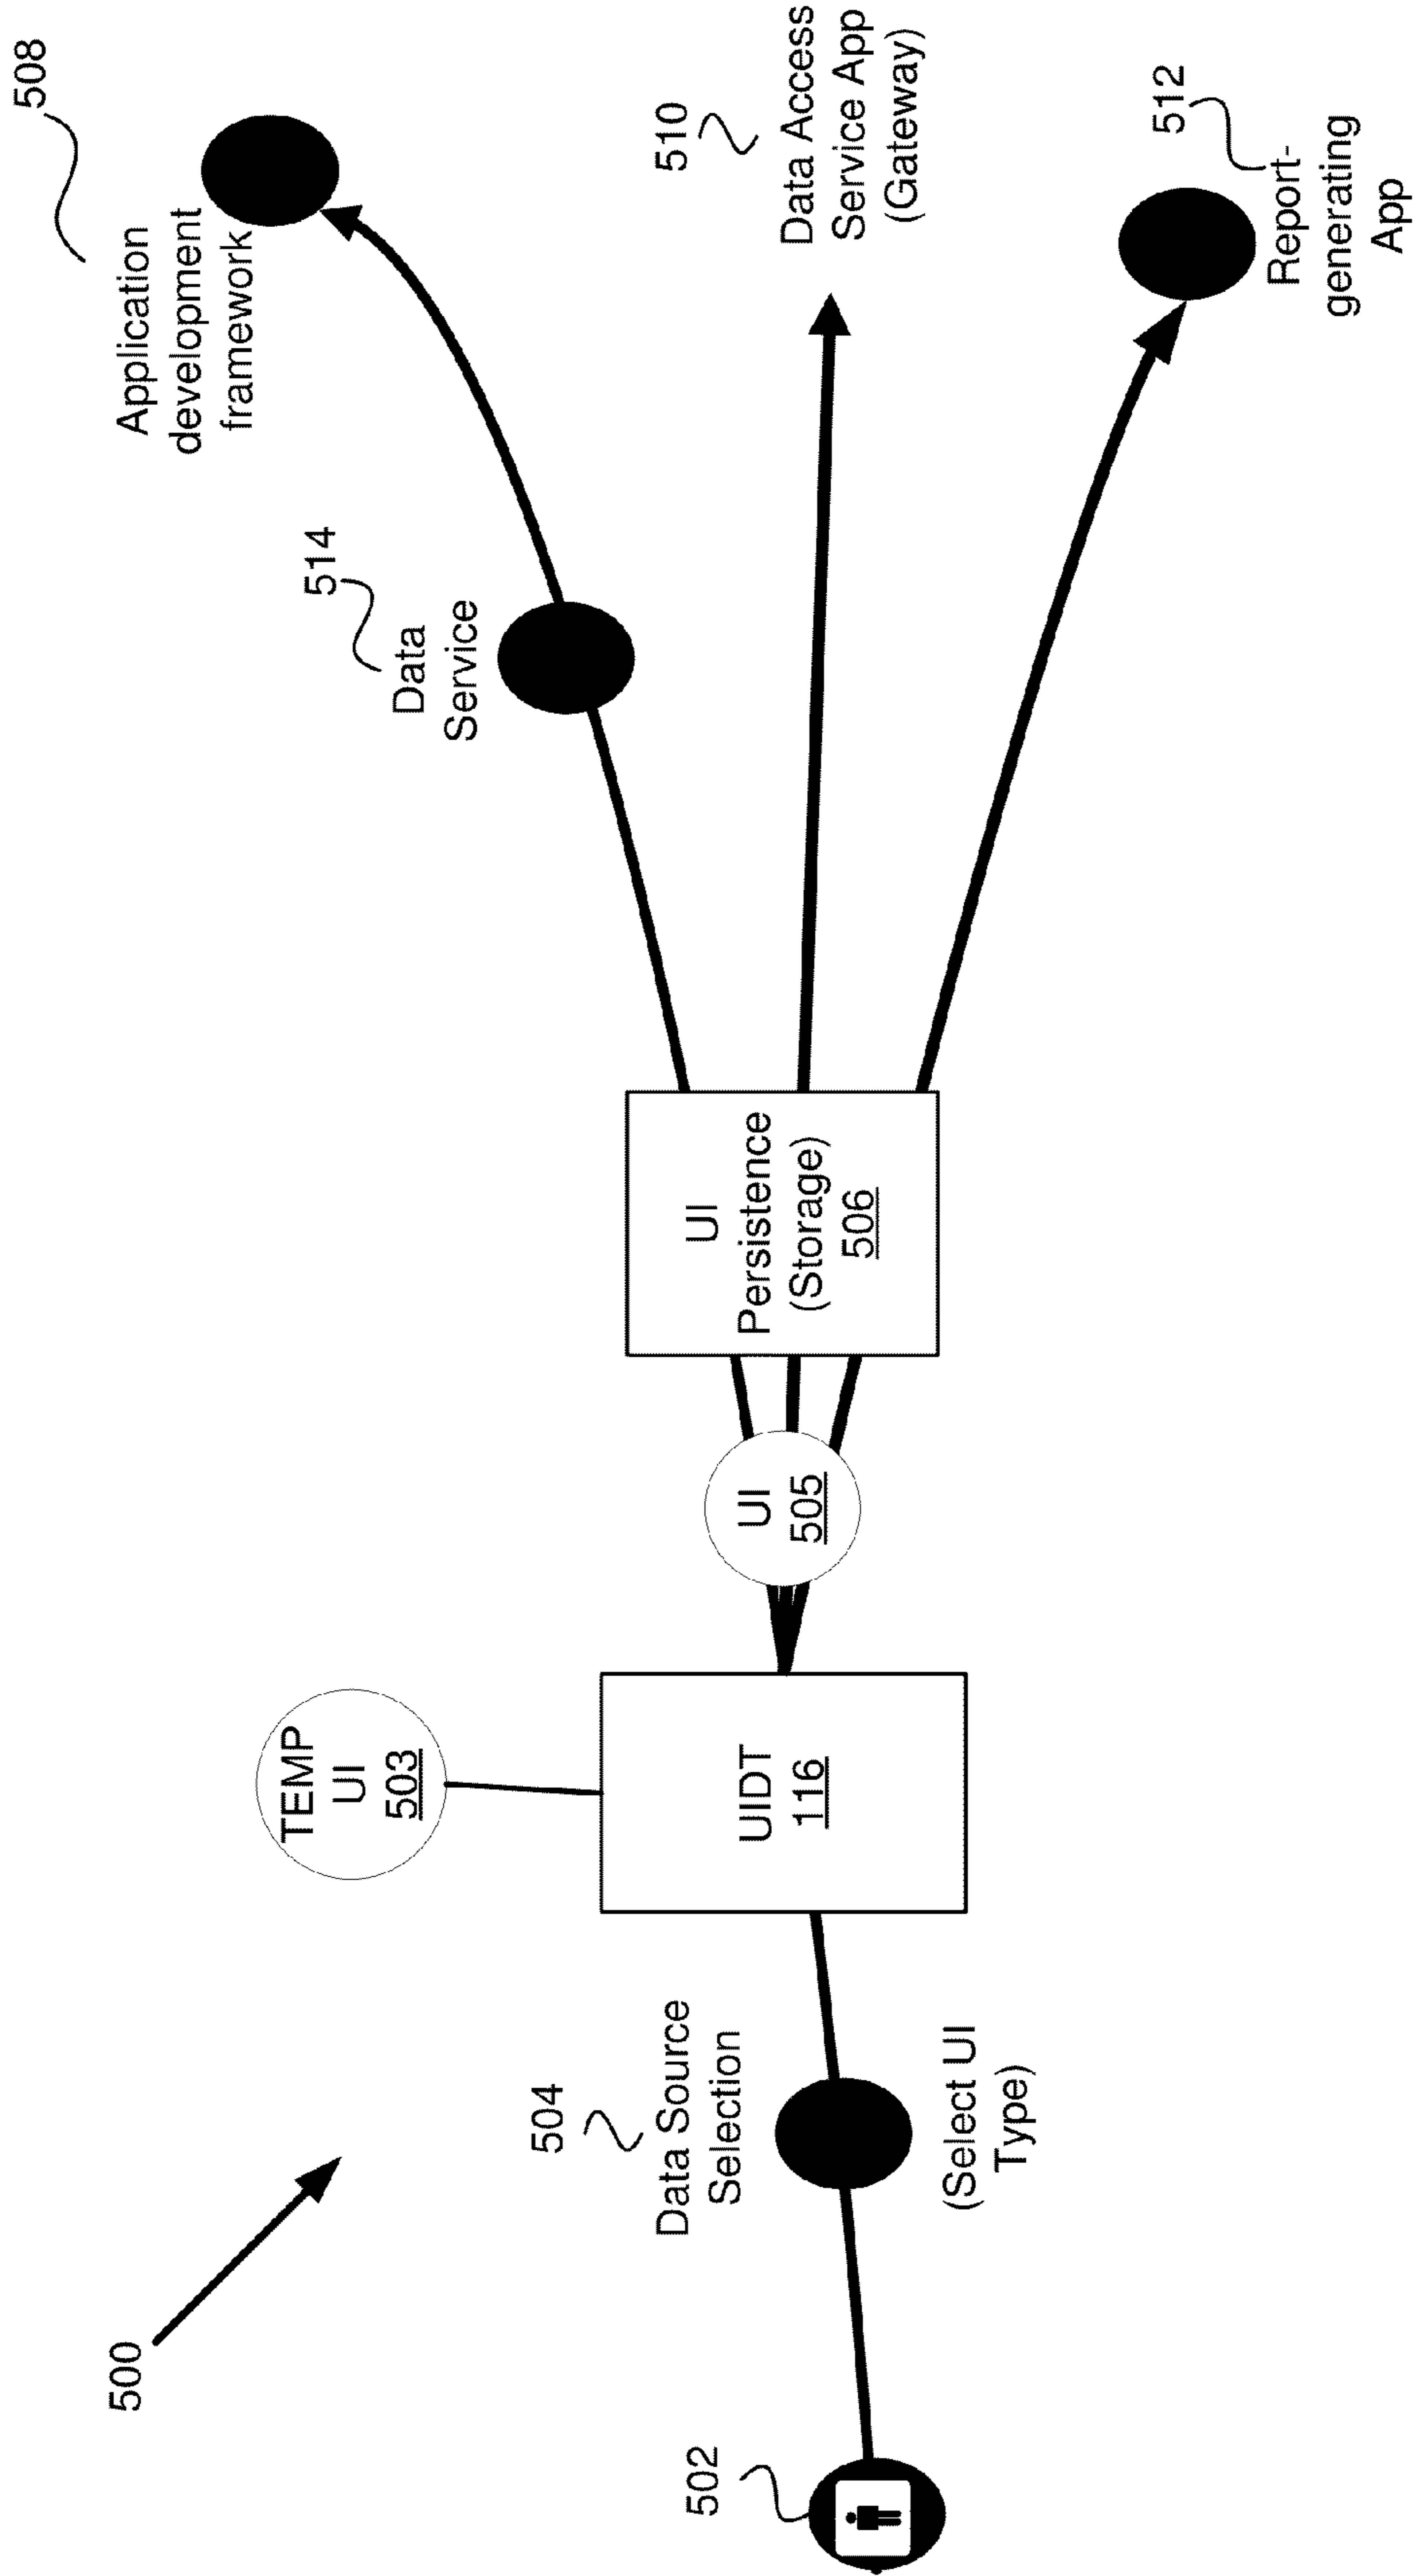 500
502
504
Data Source
Selection
(Select UI
Type)
TEMP
UI
503
UIDT
116
UI
505
UI
Persistence
(Storage)
506
514
Data
Service
508
Application
development
framework
510
Data Access
Service App
(Gateway)
512
Report-
generating
App